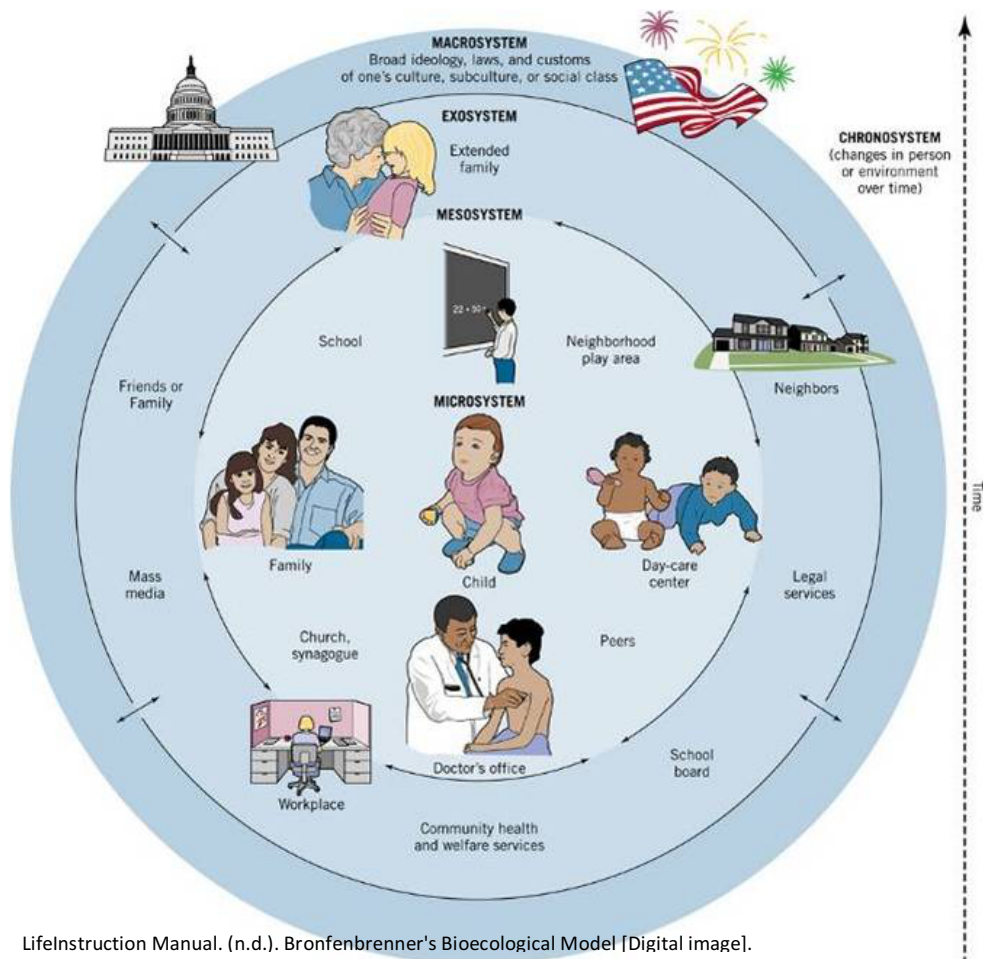 MACROSYSTEM
Broad ideology, laws, and customs
of one's culture, subculture, or social class
EXOSYSTEM
Extended
family
CHRONOSYSTEM
(changes in person
or environment
over time)
MESOSYSTEM
School
Neighborhood
play area
Friends or
Family
MICROSYSTEM
Neighbors
Time
Family
Child
Day-care
center
Mass
media
Legal
services
Church,
synagogue
Peers
Workplace
Doctor's office
School
board
Community health
and welfare services
LifeInstruction Manual. (n.d.). Bronfenbrenner's Bioecological Model [Digital image].